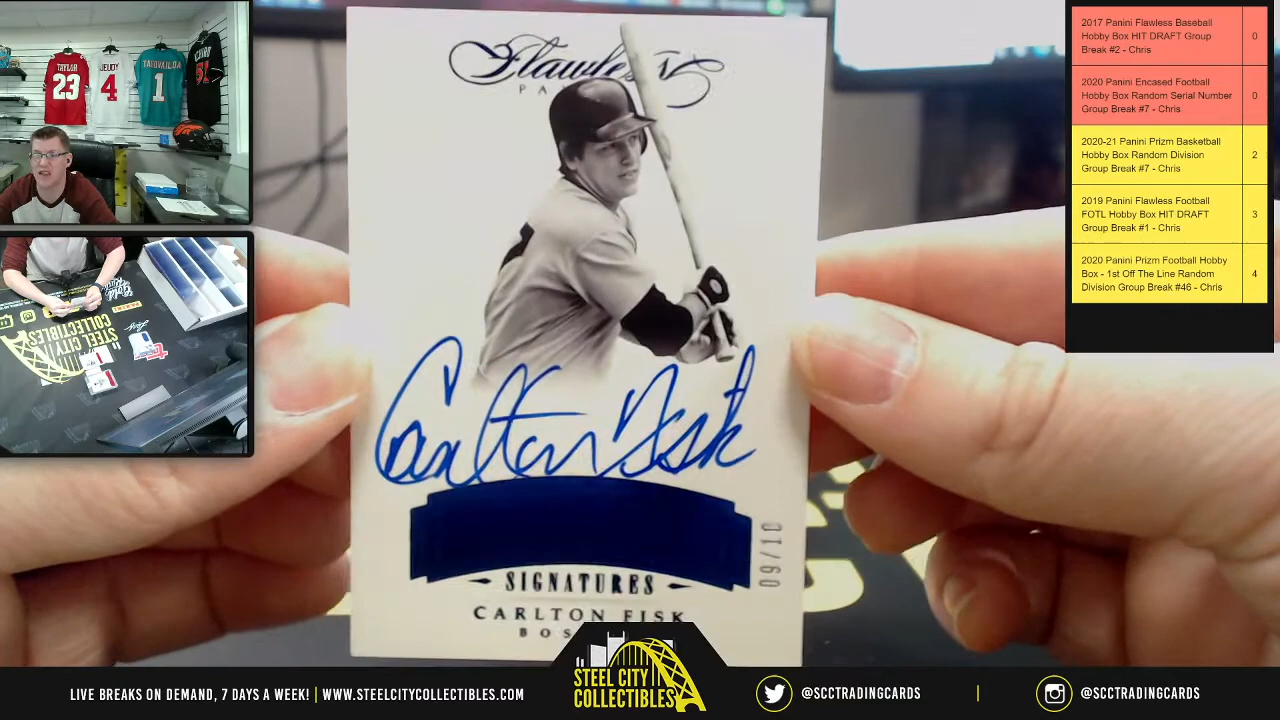 TAYLOR
23
JEUDY
4
TAGOVAILOA
1
Flawless
CARLTON FISK
Carlton Fisk
SIGNATURES
09/10
2017 Panini Flawless Baseball
Hobby Box HIT DRAFT Group
Break #2 - Chris
0
2020 Panini Encased Football
Hobby Box Random Serial Number
Group Break #7 - Chris
0
2020-21 Panini Prizm Basketball
Hobby Box Random Division
Group Break #7 - Chris
2
2019 Panini Flawless Football
FOTL Hobby Box HIT DRAFT
Group Break #1 - Chris
3
2020 Panini Prizm Football Hobby
Box - 1st Off The Line Random
Division Group Break #46 - Chris
4
STEEL CITY
COLLECTIBLES
LIVE BREAKS ON DEMAND, 7 DAYS A WEEK! | WWW.STEELCITYCOLLECTIBLES.COM
STEEL CITY
COLLECTIBLES
@SCCTRADINGCARDS
|
@SCCTRADINGCARDS